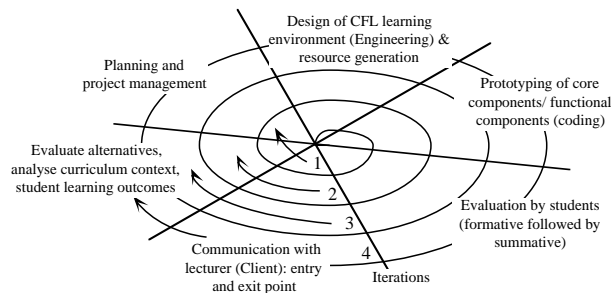 Design of CFL learning
environment (Engineering) &
resource generation
Planning and
project management
Prototyping of core
components/ functional
components (coding)
Evaluate alternatives,
analyse curriculum context,
student learning outcomes
1
2
3
4
Evaluation by students
(formative followed by
summative)
Communication with
lecturer (Client): entry
and exit point
Iterations